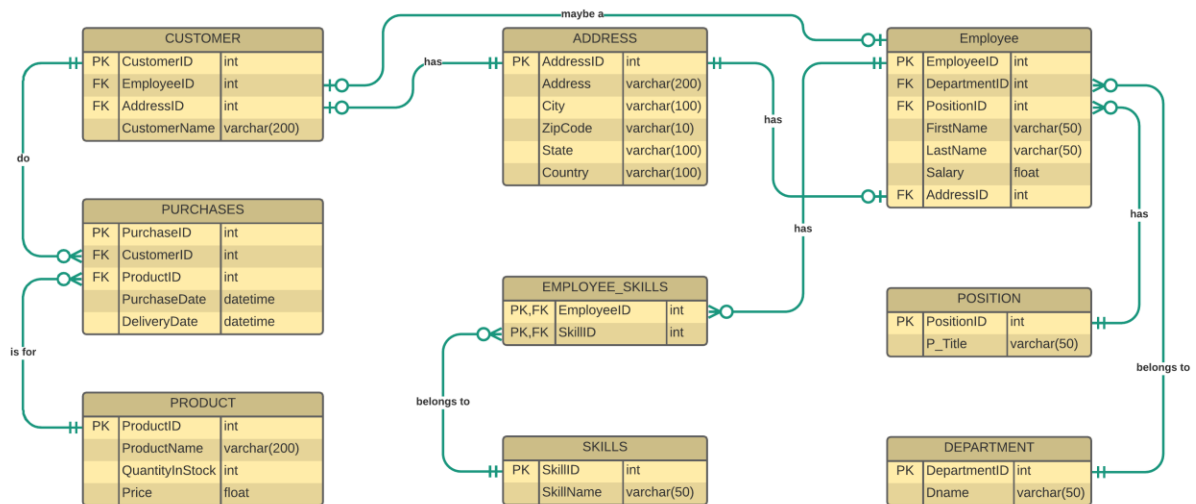 maybe a
CUSTOMER
PK CustomerID int
FK EmployeeID int
FK AddressID int
CustomerName varchar(200)
has
ADDRESS
PK AddressID int
Address varchar(200)
City varchar(100)
ZipCode varchar(10)
State varchar(100)
Country varchar(100)
Employee
PK EmployeeID int
FK DepartmentID int
FK PositionID int
FirstName varchar(50)
LastName varchar(50)
Salary float
FK AddressID int
has
do
has
has
PURCHASES
PK PurchaseID int
FK CustomerID int
FK ProductID int
PurchaseDate datetime
DeliveryDate datetime
EMPLOYEE_SKILLS
PK,FK EmployeeID int
PK,FK SkillID int
POSITION
PK PositionID int
P_Title varchar(50)
is for
belongs to
belongs to
PRODUCT
PK ProductID int
ProductName varchar(200)
QuantityInStock int
Price float
SKILLS
PK SkillID int
SkillName varchar(50)
DEPARTMENT
PK DepartmentID int
Dname varchar(50)